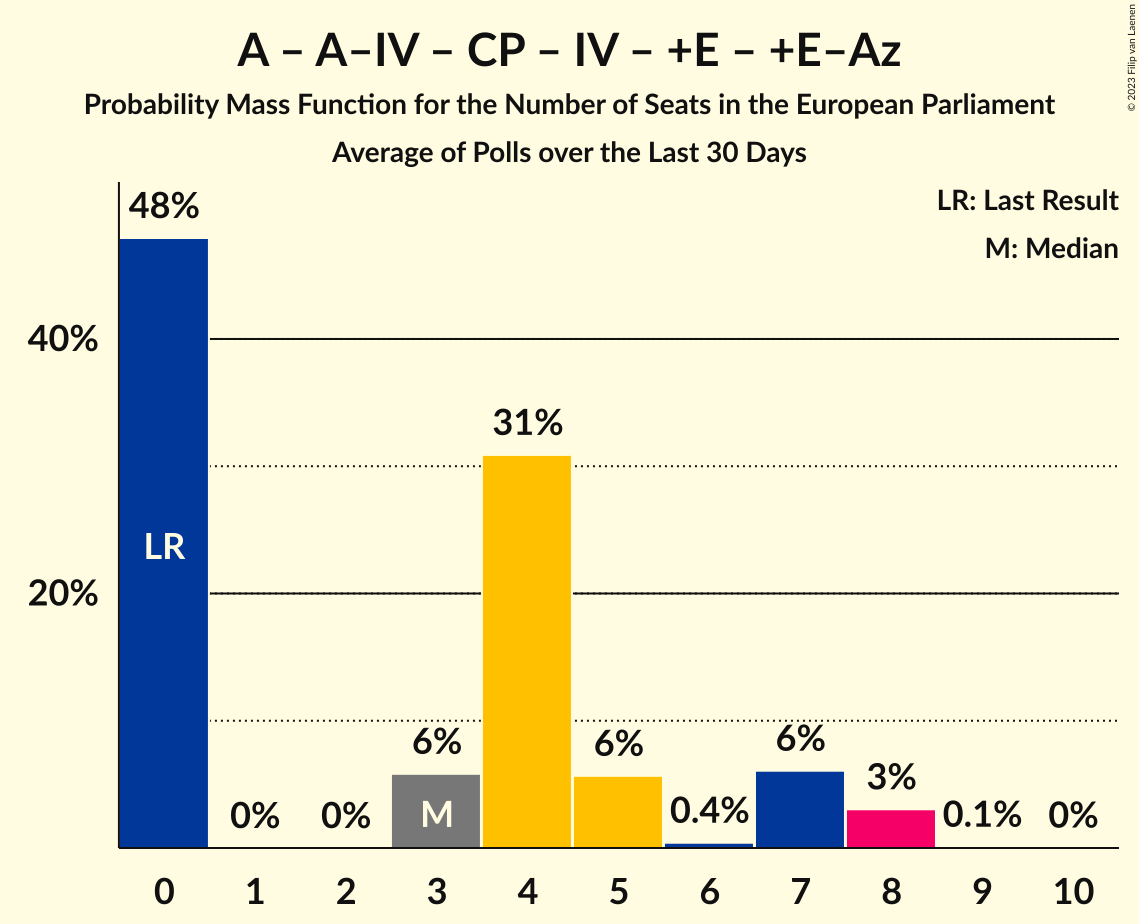 A – A–IV – CP – IV – +E – +E–Az
Probability Mass Function for the Number of Seats in the European Parliament
Average of Polls over the Last 30 Days
© 2023 Filip van Laenen
LR: Last Result
M: Median
48%
40%
31%
20%
LR
6%
6%
6%
3%
0%
0%
M
0.4%
0.1%
0%
0 1 2 3 4 5 6 7 8 9 10